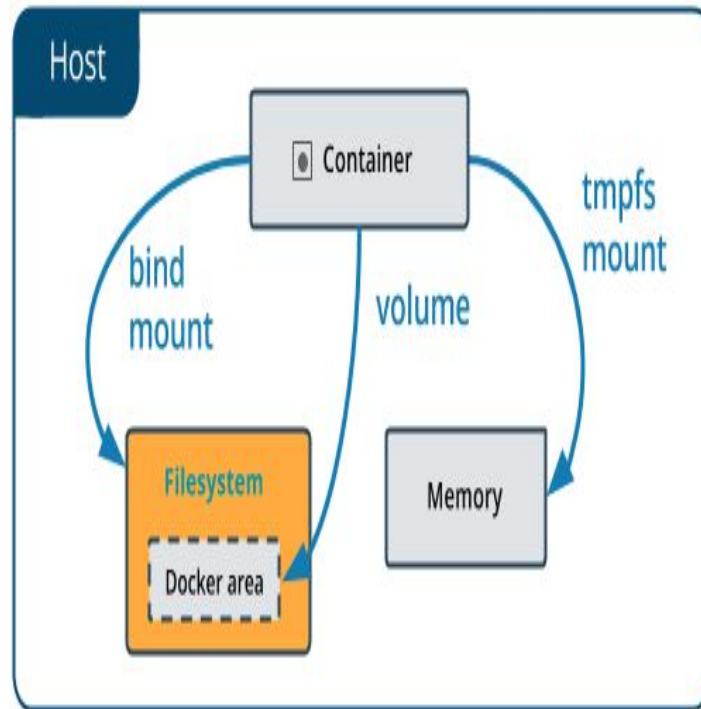 Host
Container
bind
mount
volume
tmpfs
mount
Filesystem
Docker area
Memory